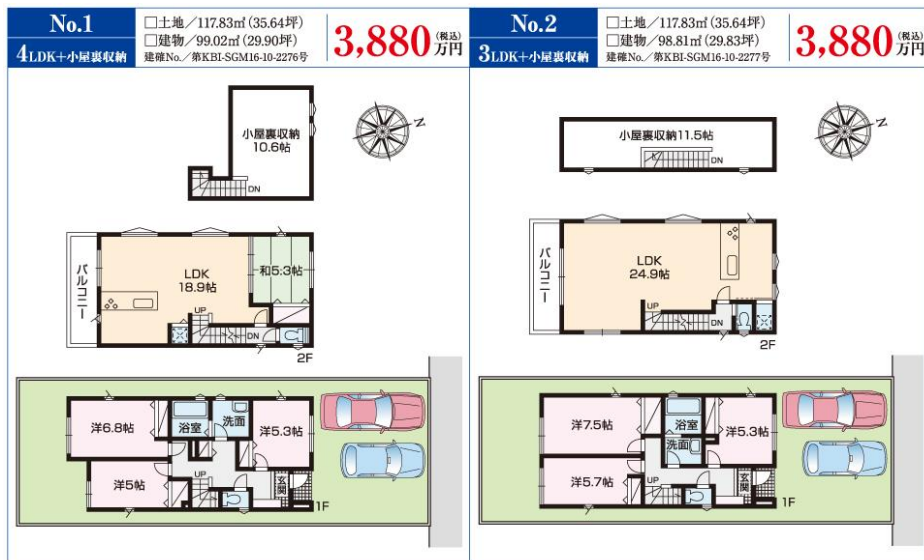 No.1
4LDK+小屋裏収納
□土地／117.83㎡(35.64坪)
□建物／99.02㎡(29.90坪)
建確No.／第KBI-SGM16-10-2276号
3,880万円(税込)
小屋裏収納
10.6帖
DN
N
バルコニー
LDK
18.9帖
和5.3帖
UP
DN
2F
洋6.8帖
浴室
洗面
洋5.3帖
洋5帖
UP
玄関
1F
No.2
3LDK+小屋裏収納
□土地／117.83㎡(35.64坪)
□建物／98.81㎡(29.83坪)
建確No.／第KBI-SGM16-10-2277号
3,880万円(税込)
小屋裏収納11.5帖
DN
N
バルコニー
LDK
24.9帖
UP
DN
2F
洋7.5帖
浴室
洗面
洋5.3帖
洋5.7帖
UP
玄関
1F